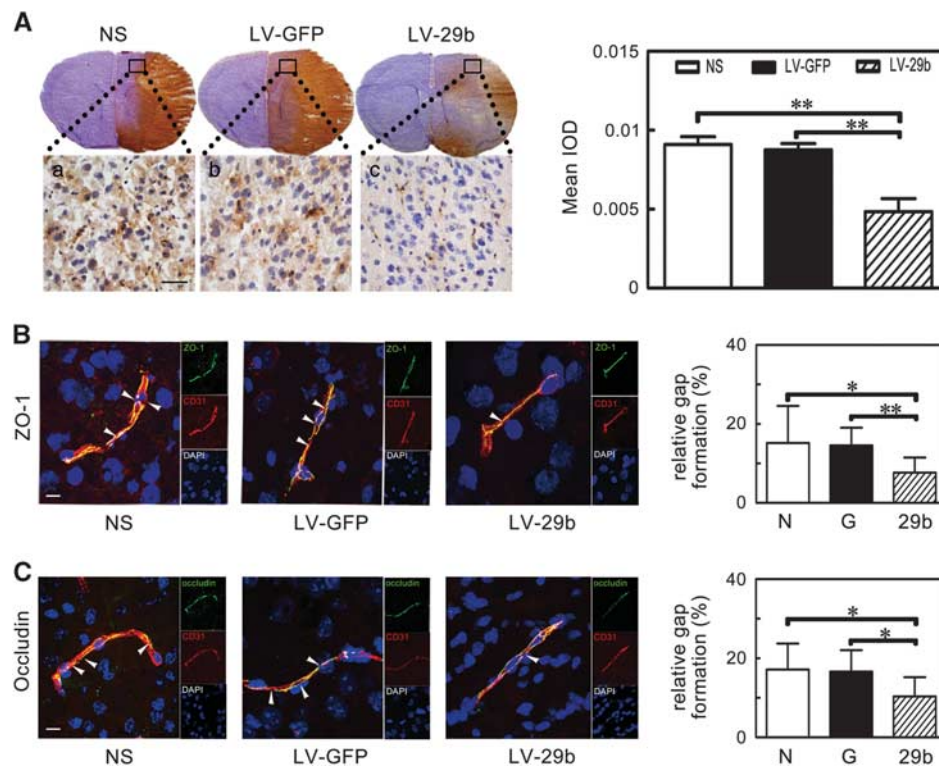 A
NS LV-GFP LV-29b
a b c
0.015
0.01
0.005
0
Mean IOD
NS LV-GFP LV-29b
**
**
B
ZO-1
ZO-1 ZO-1 ZO-1
CD31 CD31 CD31
DAPI DAPI DAPI
NS LV-GFP LV-29b
relative gap
formation (%)
40
20
0
*
**
N G 29b
C
Occludin
occludin occludin occludin
CD31 CD31 CD31
DAPI DAPI DAPI
NS LV-GFP LV-29b
relative gap
formation (%)
40
20
0
*
*
N G 29b